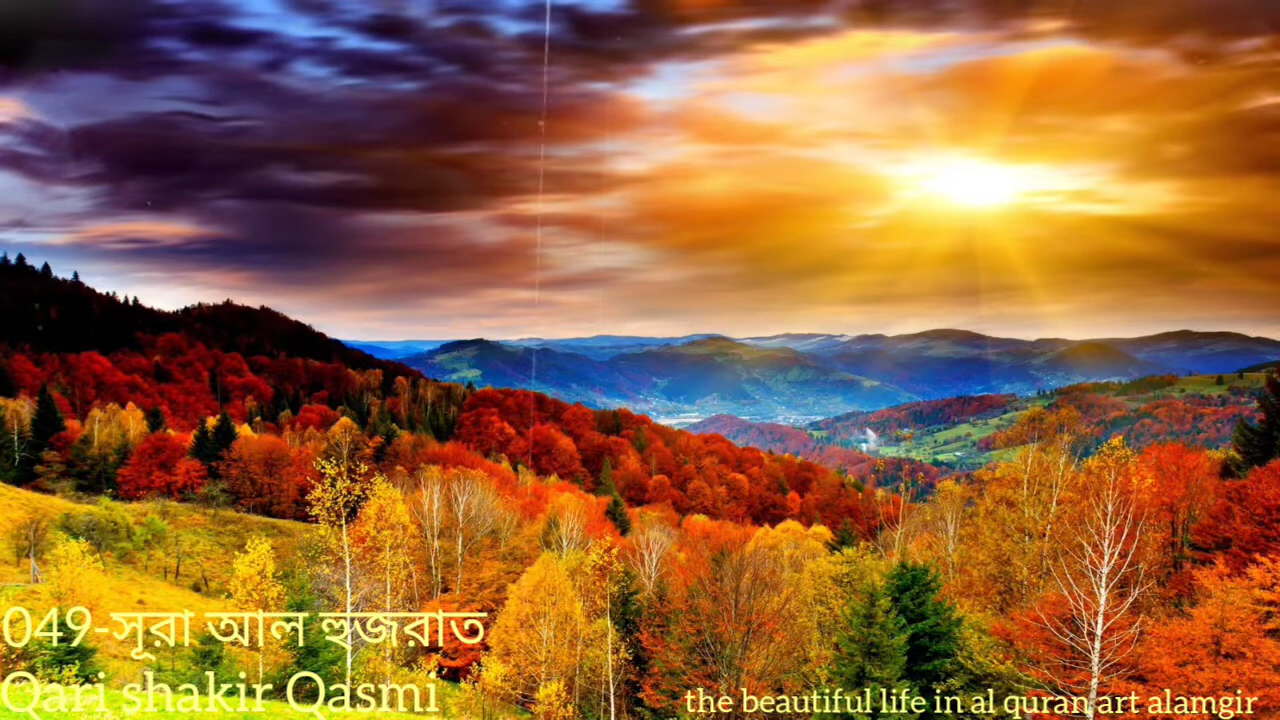 049-সূরা আল হুজরাত
Qari shakir Qasmi
the beautiful life in al quran art alamgir